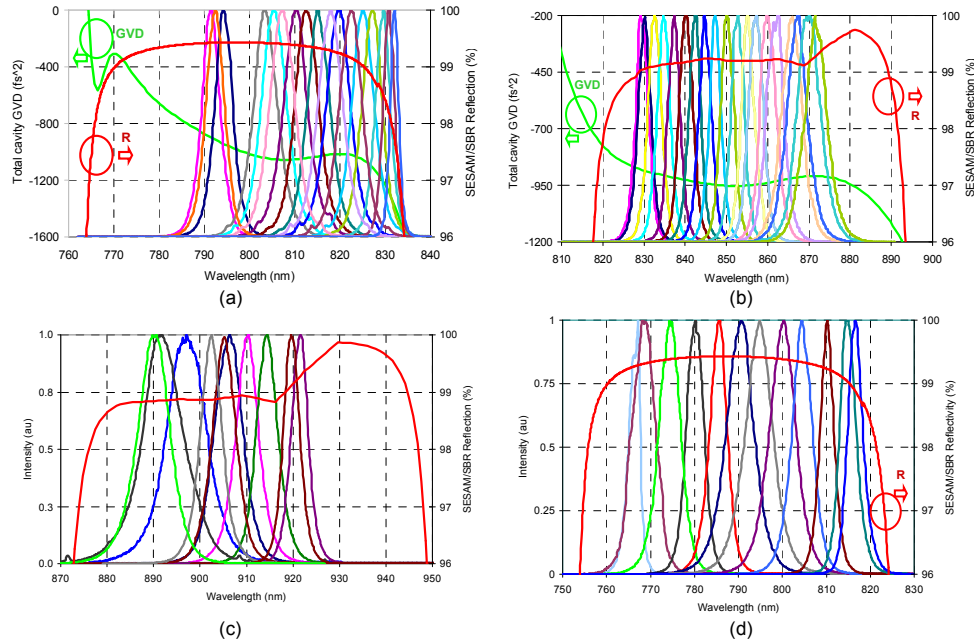 0
-400
-800
-1200
-1600
Total cavity GVD (fs^2)
GVD
R
100
99
98
97
96
SESAM/SBR Reflection (%)
760 770 780 790 800 810 820 830 840
Wavelength (nm)
(a)
-200
-450
-700
-950
-1200
Total cavity GVD (fs^2)
GVD
R
100
99
98
97
96
SESAM/SBR Reflection (%)
810 820 830 840 850 860 870 880 890 900
Wavelength (nm)
(b)
1.0
0.8
0.5
0.3
0.0
Intensity (au)
100
99
98
97
96
SESAM/SBR Reflection (%)
870 880 890 900 910 920 930 940 950
Wavelength (nm)
(c)
1
0.75
0.5
0.25
0
Intensity (au)
R
100
99
98
97
96
SESAM/SBR Reflectivity (%)
750 760 770 780 790 800 810 820 830
Wavelength (nm)
(d)